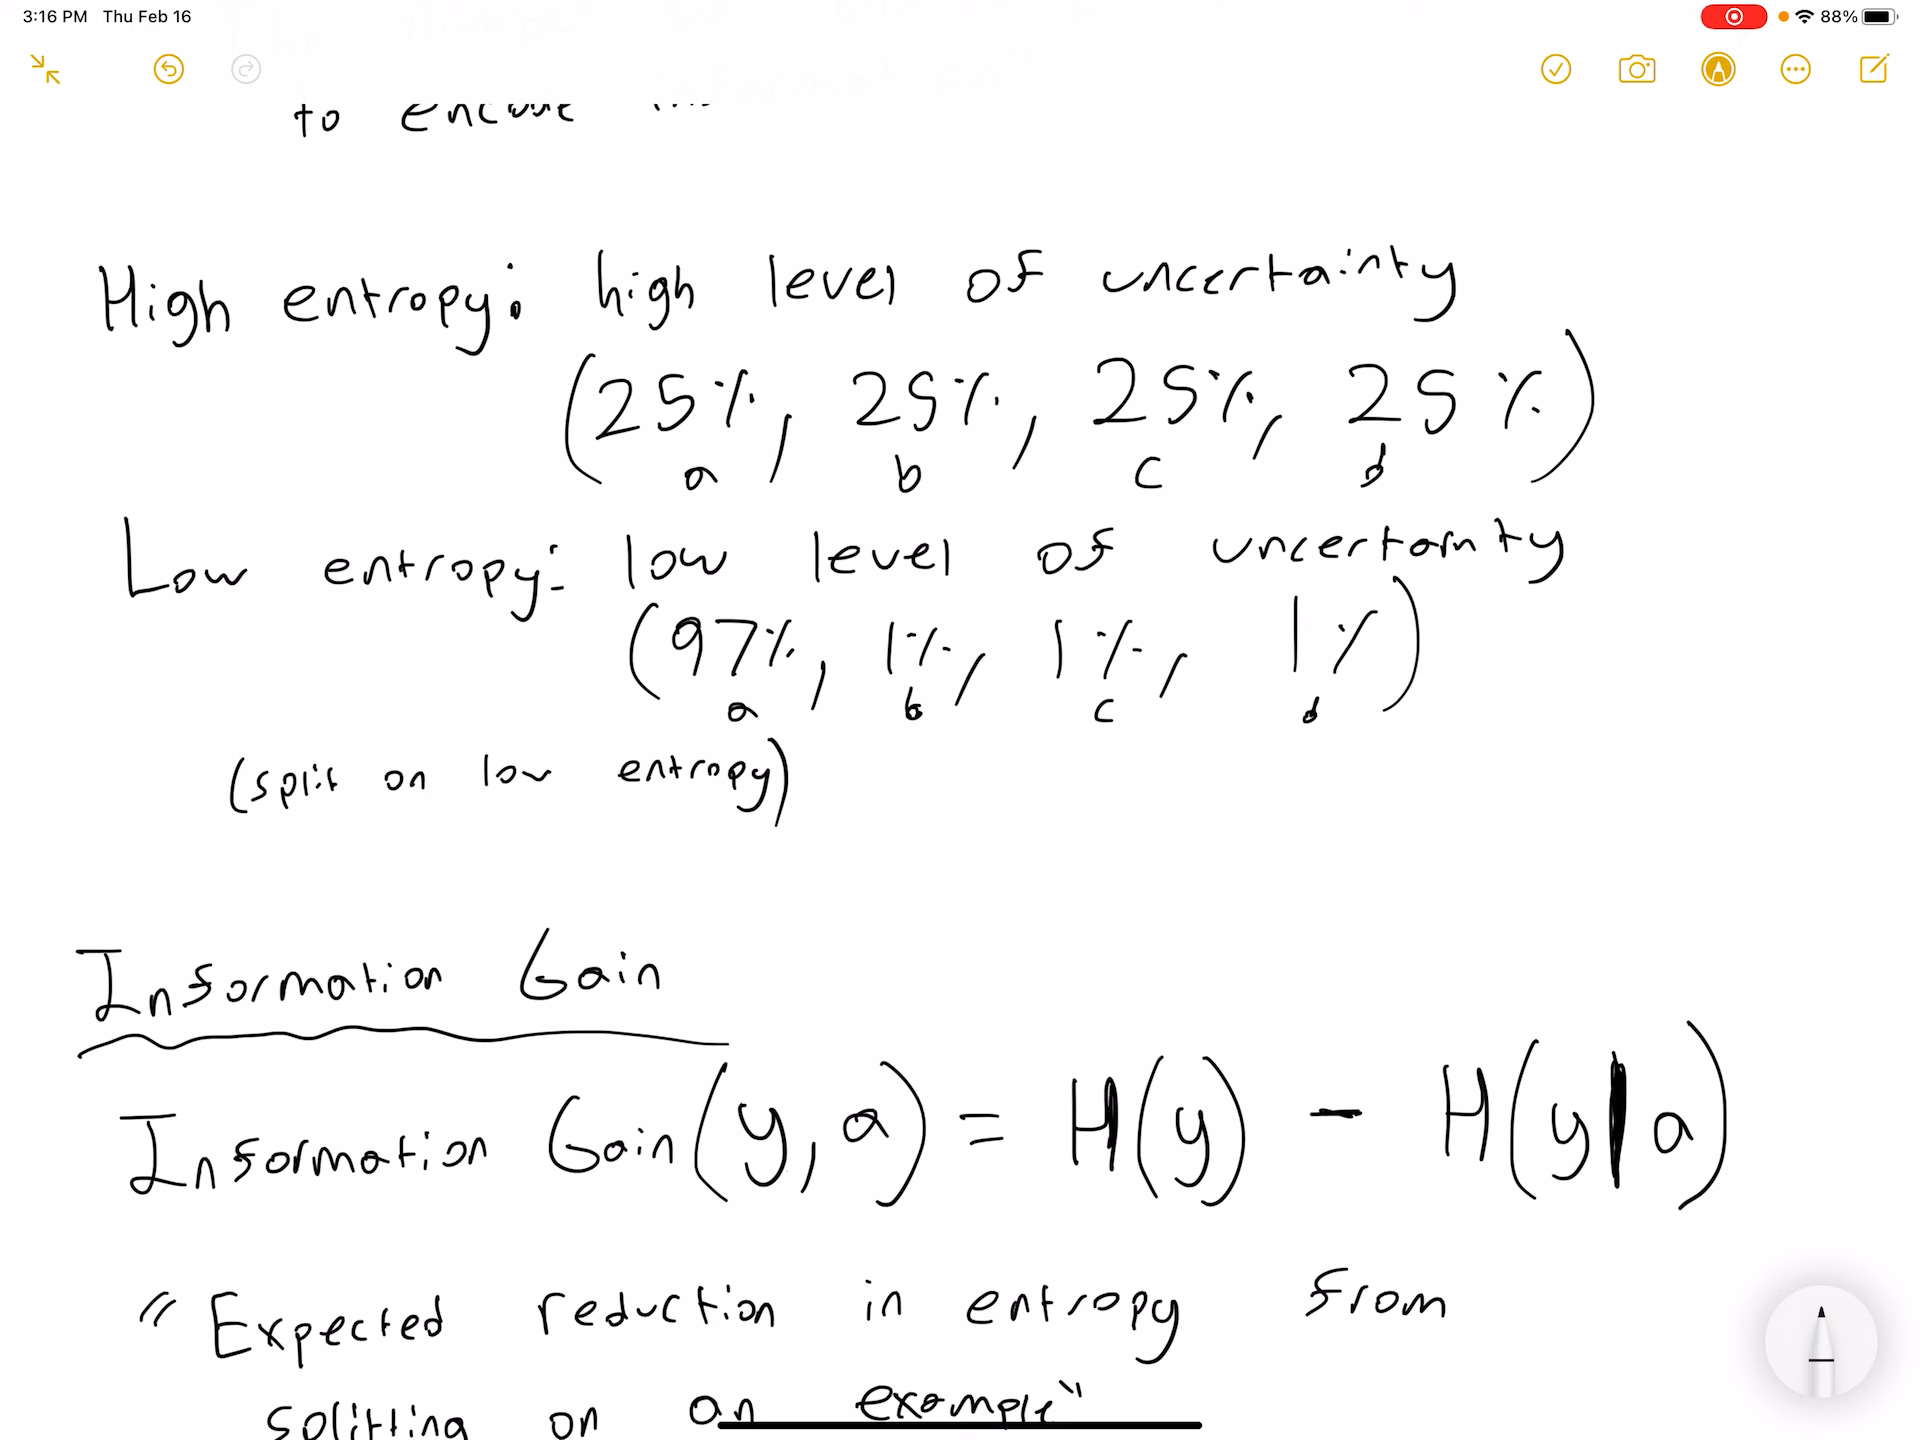 3:16 PM Thu Feb 16 88%
to encode
High entropy: high level of uncertainty
(25%, 25%, 25%, 25%)
a b c d
Low entropy: low level of uncertainty
(97%, 1%, 1%, 1%)
a b c d
(split on low entropy)
Information Gain
Information Gain(y, a) = H(y) - H(y|a)
"Expected reduction in entropy from
splitting on an example"